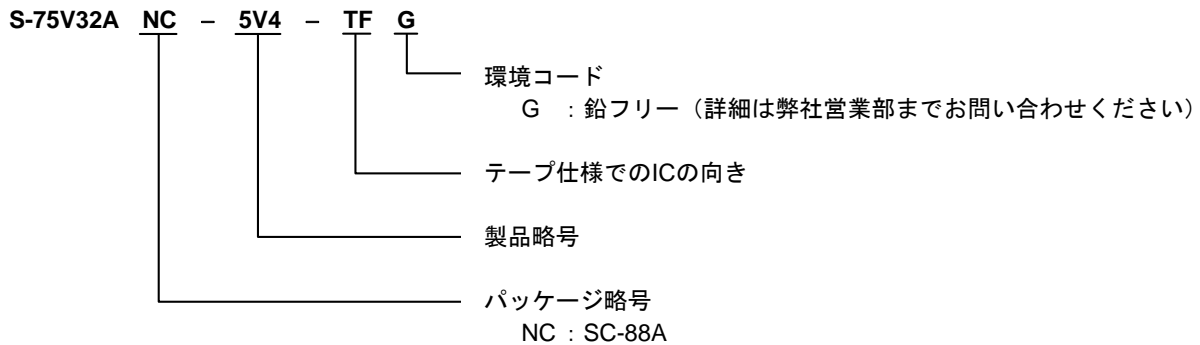 S-75V32A NC － 5V4 － TF G
環境コード
G ：鉛フリー（詳細は弊社営業部までお問い合わせください）
テープ仕様でのICの向き
製品略号
パッケージ略号
NC：SC-88A